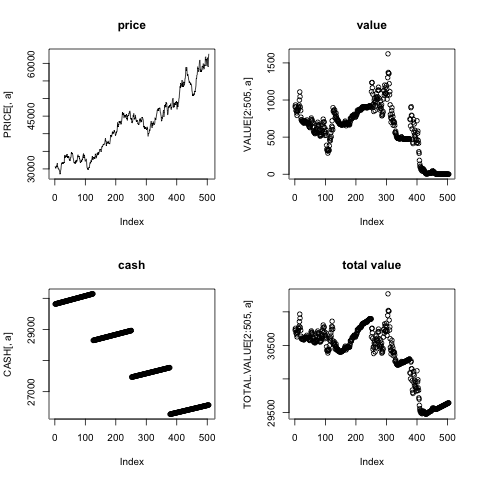 price
PRICE[, a]
30000 45000 60000
0 100 200 300 400 500
Index
value
VALUE[2:505, a]
0 500 1000 1500
0 100 200 300 400 500
Index
cash
CASH[, a]
27000 29000
0 100 200 300 400 500
Index
total value
TOTAL.VALUE[2:505, a]
29500 30500
0 100 200 300 400 500
Index